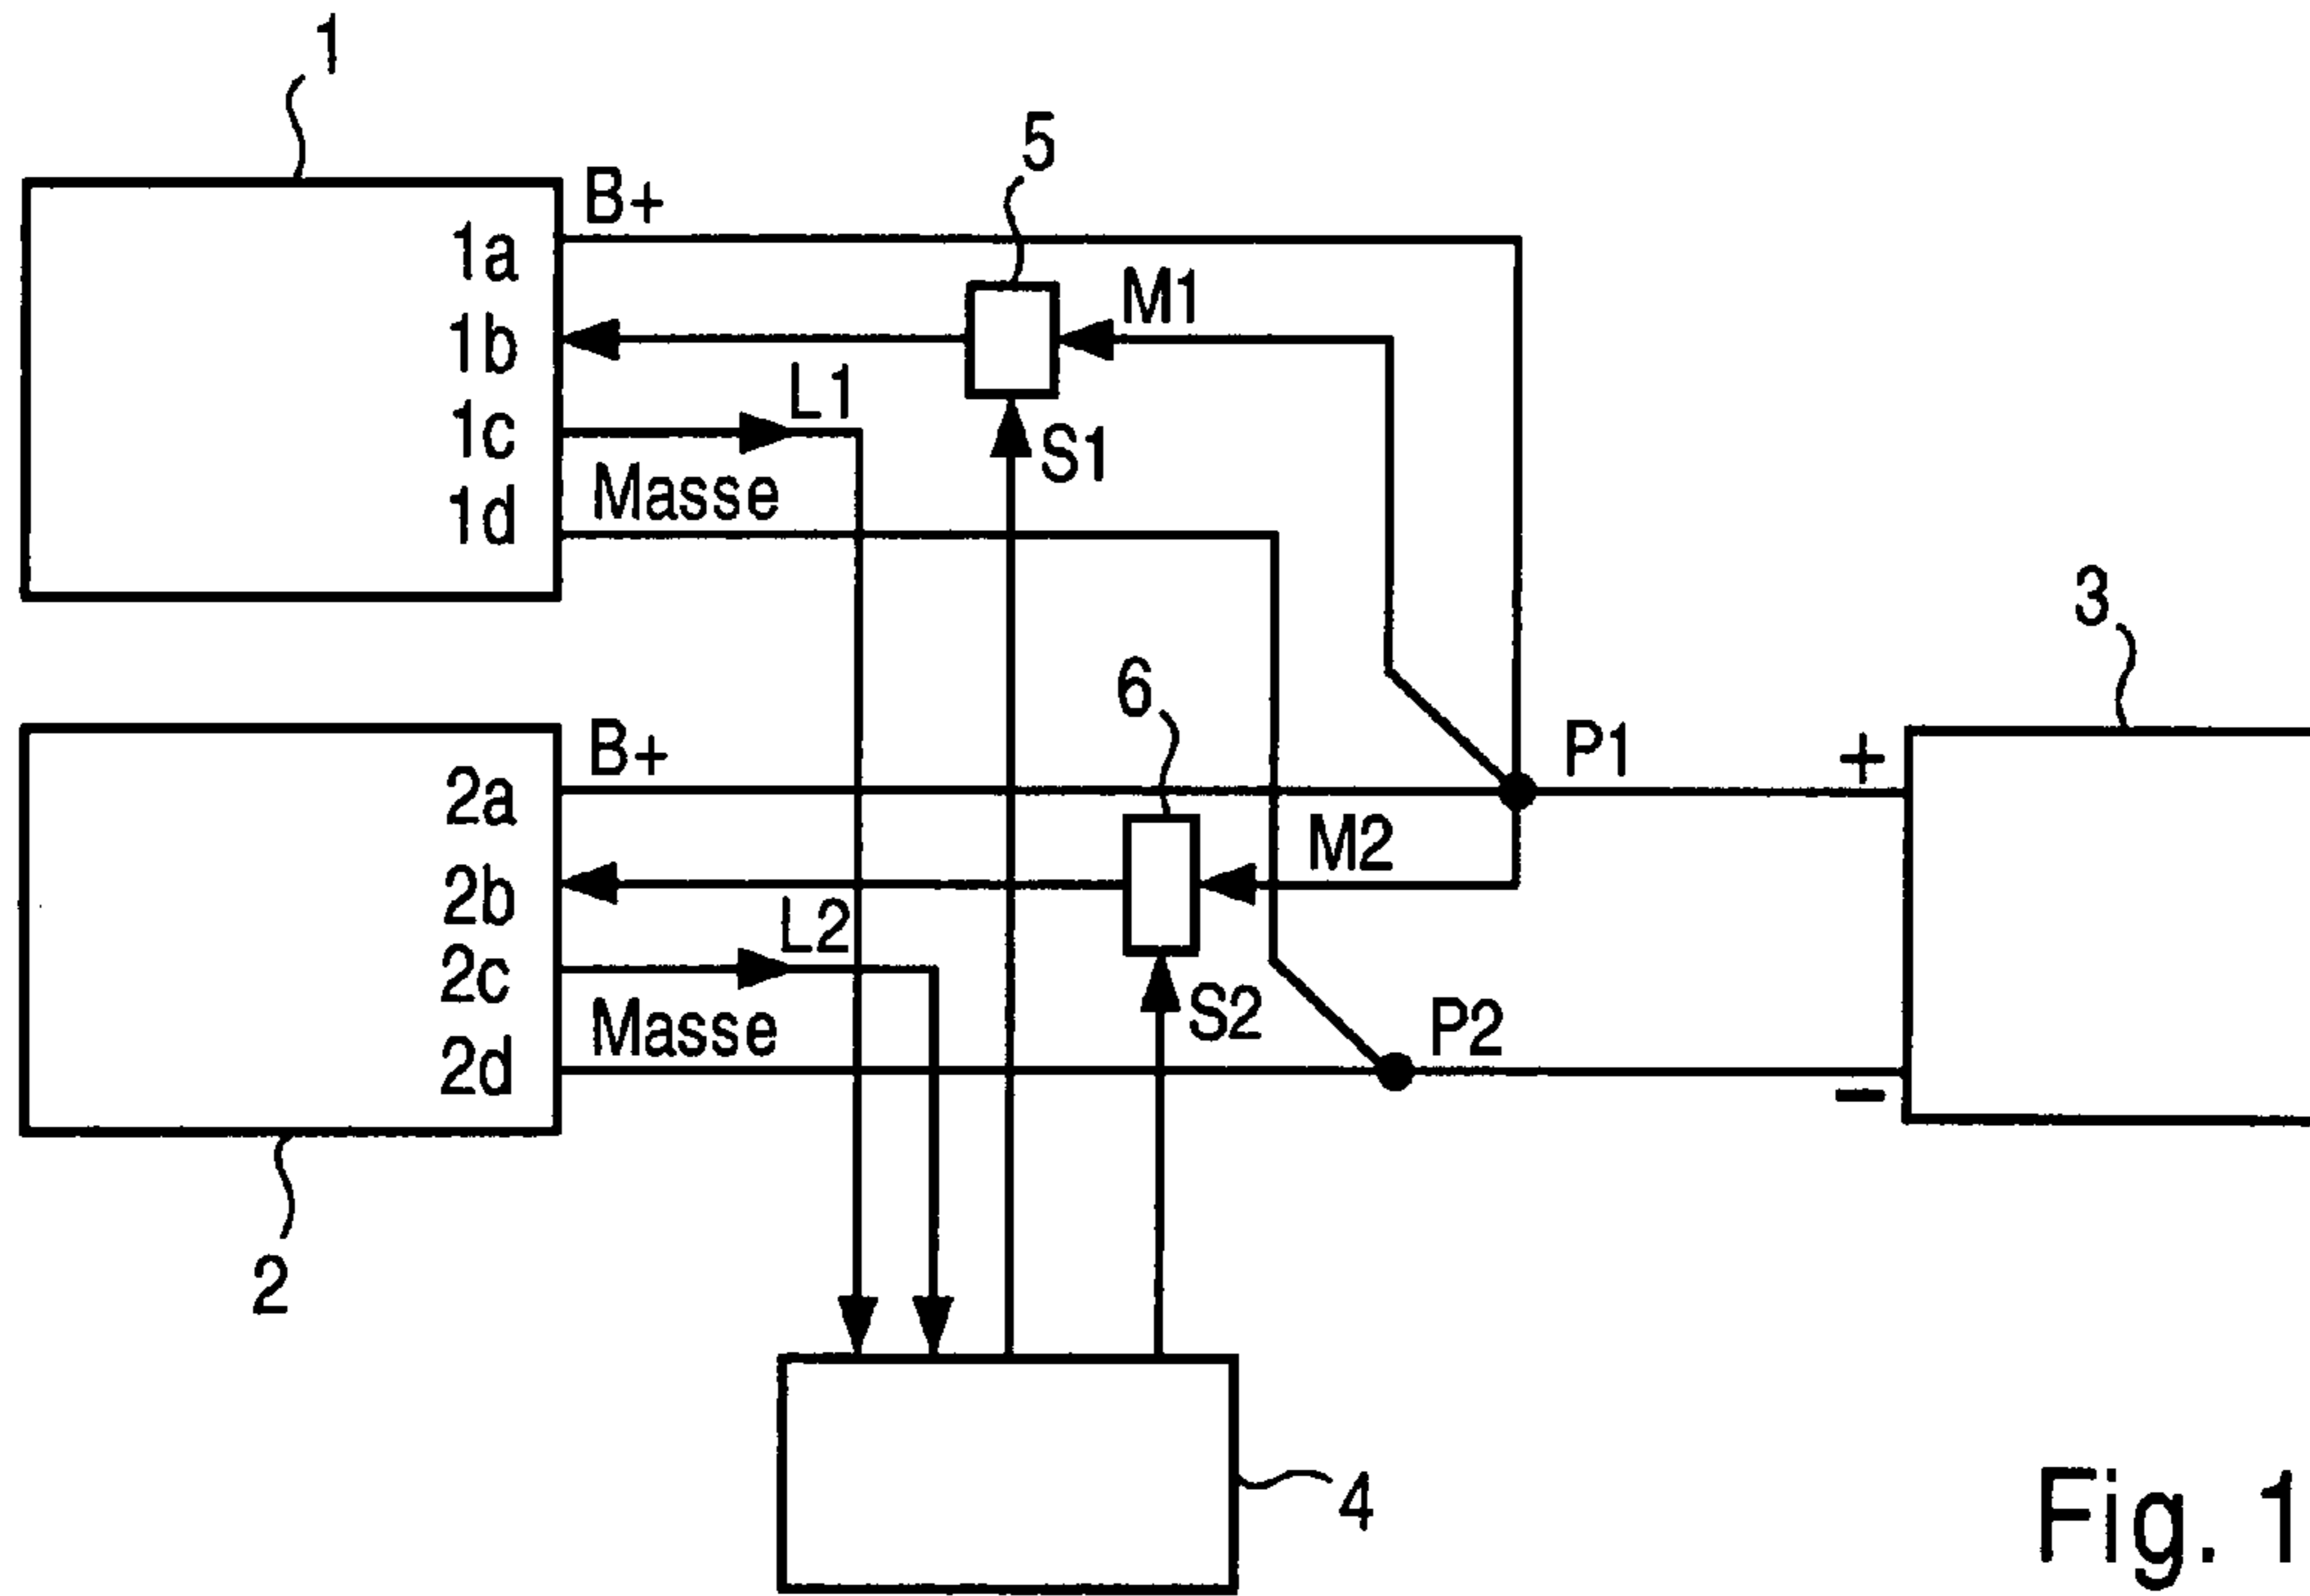 1
5
B+
1a
M1
1b
L1
1c
S1
Masse
1d
3
6
B+
P1
+
2a
M2
2b
L2
2c
S2
Masse
P2
2d
−
2
4
Fig. 1